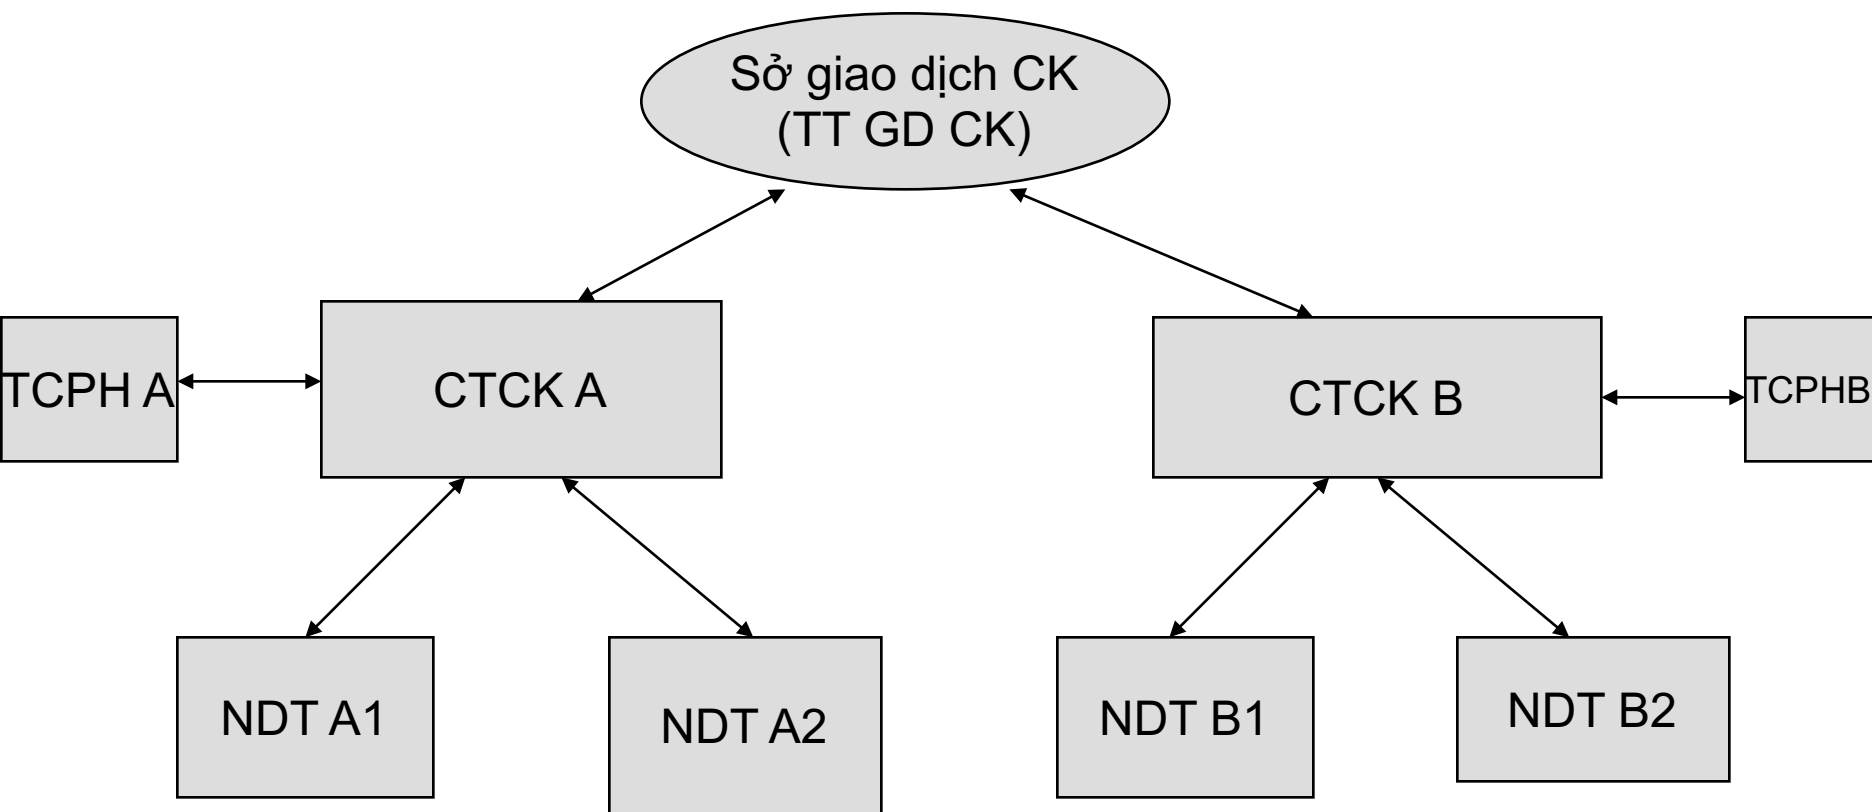 Sở giao dịch CK
(TT GD CK)
TCPH A
CTCK A
CTCK B
TCPHB
NDT A1
NDT A2
NDT B1
NDT B2